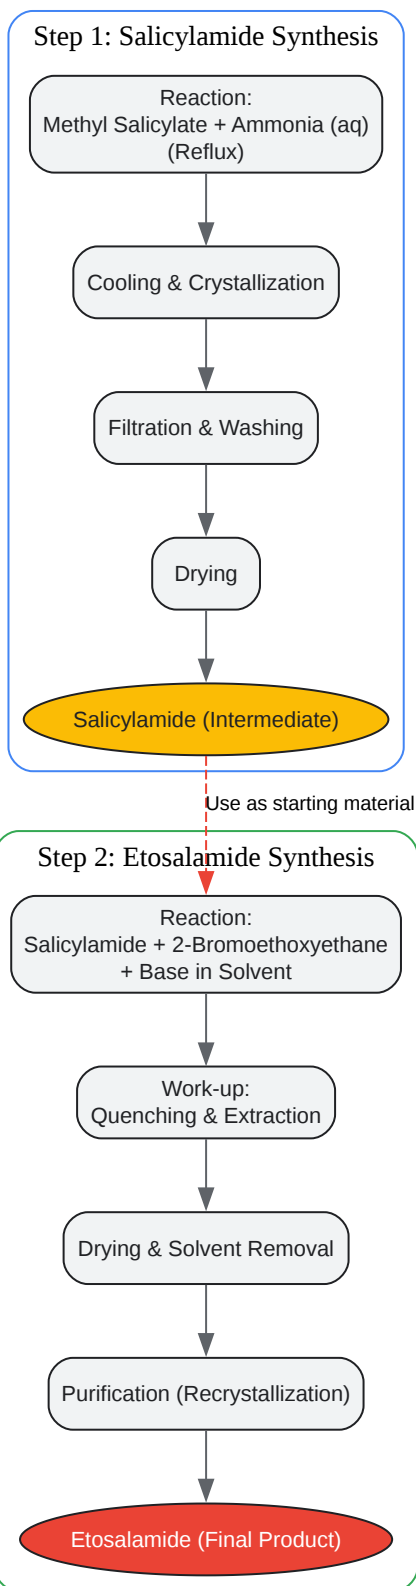 Step 1: Salicylamide Synthesis
Reaction:
Methyl Salicylate + Ammonia (aq)
(Reflux)
Cooling & Crystallization
Filtration & Washing
Drying
Salicylamide (Intermediate)
Use as starting material
Step 2: Etosalamide Synthesis
Reaction:
Salicylamide + 2-Bromoethoxyethane
+ Base in Solvent
Work-up:
Quenching & Extraction
Drying & Solvent Removal
Purification (Recrystallization)
Etosalamide (Final Product)